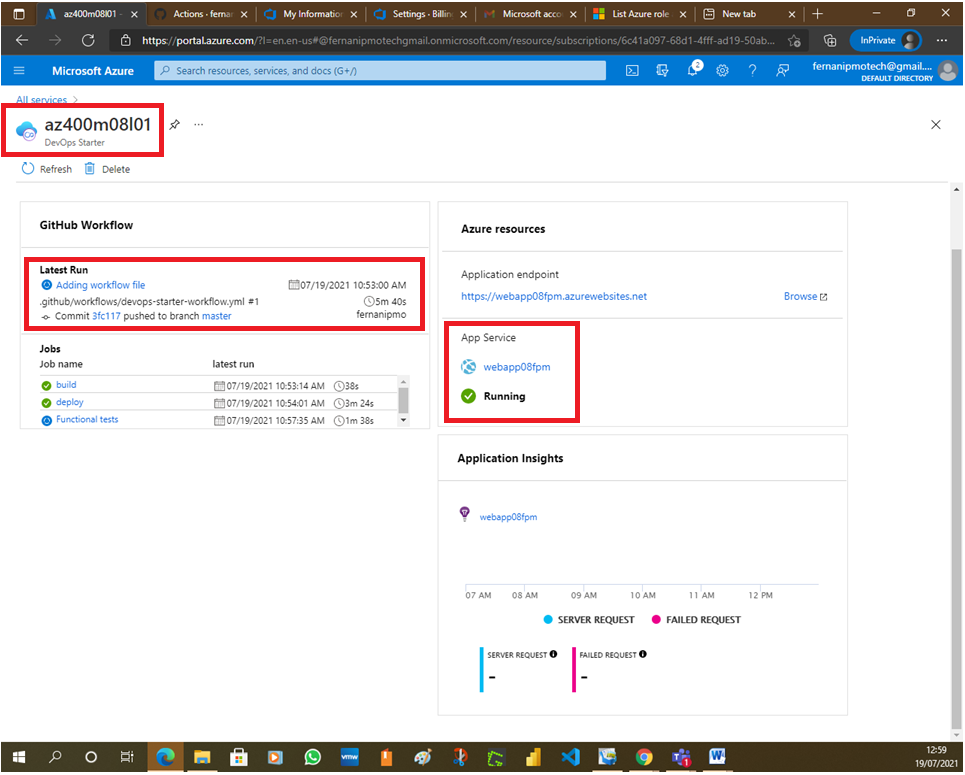 az400m08l01 -
Actions · fernan
My Information
Settings - Billing
Microsoft acco
List Azure role
New tab
https://portal.azure.com/?l=en.en-us#@fernanipmotechgmail.onmicrosoft.com/resource/subscriptions/6c41a097-68d1-4fff-ad19-50ab...
InPrivate
Microsoft Azure
Search resources, services, and docs (G+/)
2
fernanipmotech@gmail....
DEFAULT DIRECTORY
All services >
az400m08l01
...
DevOps Starter
Refresh Delete
GitHub Workflow
Latest Run
Adding workflow file 07/19/2021 10:53:00 AM
.github/workflows/devops-starter-workflow.yml #1 5m 40s
Commit 3fc117 pushed to branch master fernanipmo
Jobs
Job name latest run
build 07/19/2021 10:53:14 AM 38s
deploy 07/19/2021 10:54:01 AM 3m 24s
Functional tests 07/19/2021 10:57:35 AM 1m 38s
Azure resources
Application endpoint
https://webapp08fpm.azurewebsites.net Browse
App Service
webapp08fpm
Running
Application Insights
webapp08fpm
07 AM 08 AM 09 AM 10 AM 11 AM 12 PM
SERVER REQUEST FAILED REQUEST
SERVER REQUEST FAILED REQUEST
- -
vmw
12:59
19/07/2021